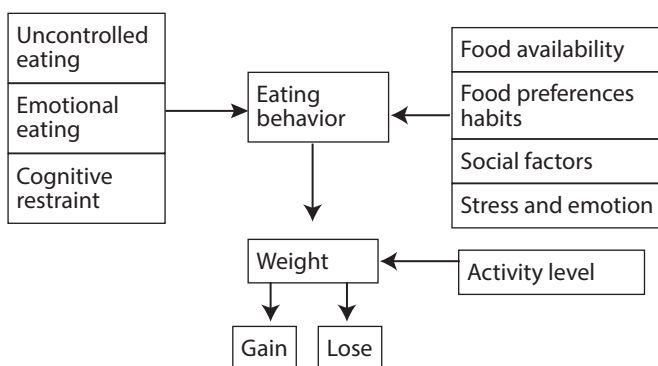 Uncontrolled
eating
Emotional
eating
Cognitive
restraint
Eating
behavior
Food availability
Food preferences
habits
Social factors
Stress and emotion
Weight
Activity level
Gain
Lose